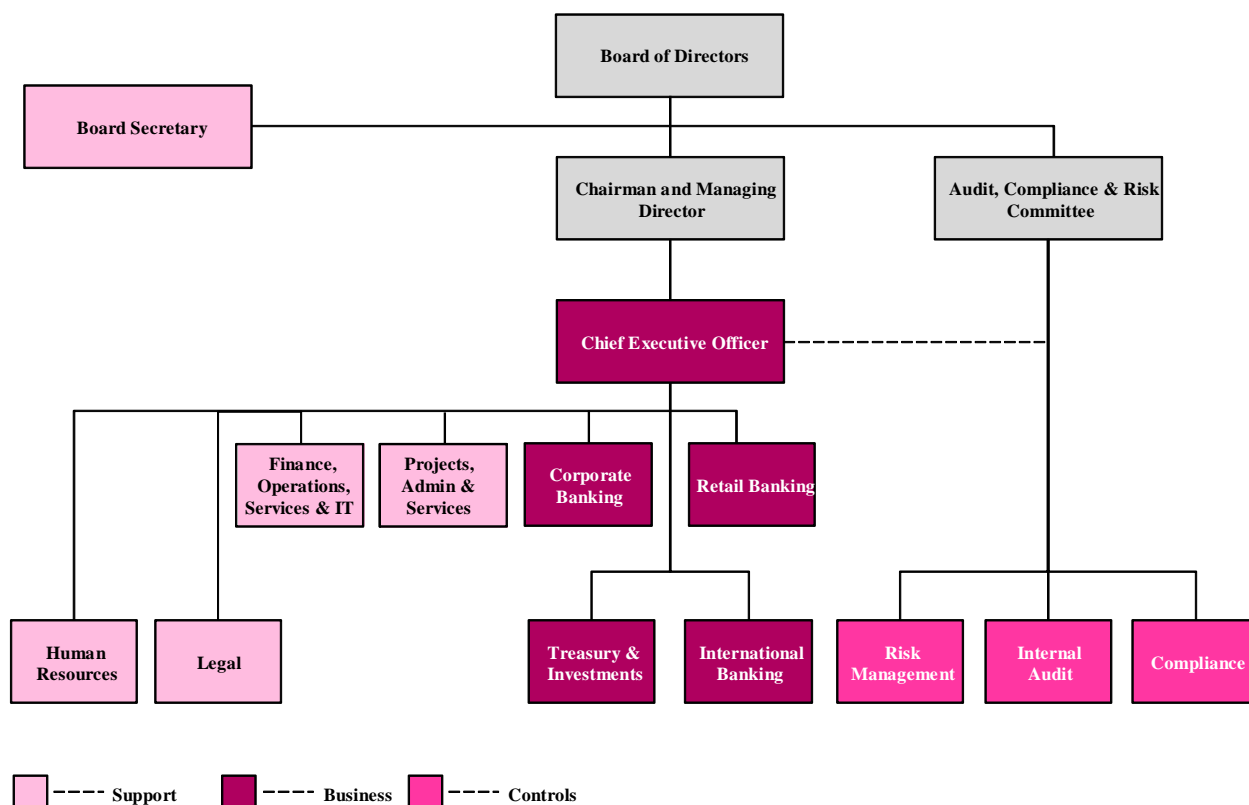 Board of Directors
Board Secretary
Chairman and Managing
Director
Audit, Compliance & Risk
Committee
Chief Executive Officer
Finance,
Operations,
Services & IT
Projects,
Admin &
Services
Corporate
Banking
Retail Banking
Human
Resources
Legal
Treasury &
Investments
International
Banking
Risk
Management
Internal
Audit
Compliance
Support
Business
Controls